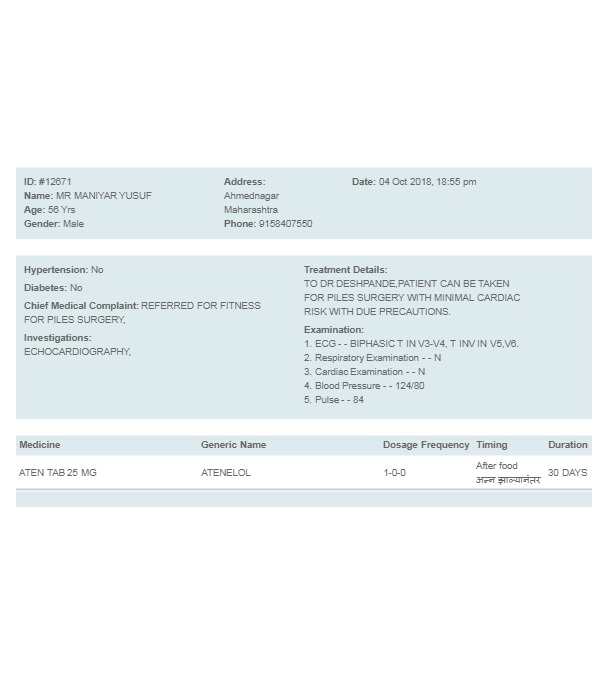 ID: #12671
Name: MR MANIYAR YUSUF
Age: 56 Yrs
Gender: Male
Address:
Ahmednagar
Maharashtra
Phone: 9158407550
Date: 04 Oct 2018, 18:55 pm
Hypertension: No
Diabetes: No
Chief Medical Complaint: REFERRED FOR FITNESS
FOR PILES SURGERY,
Investigations:
ECHOCARDIOGRAPHY,
Treatment Details:
TO DR DESHPANDE,PATIENT CAN BE TAKEN
FOR PILES SURGERY WITH MINIMAL CARDIAC
RISK WITH DUE PRECAUTIONS.
Examination:
1. ECG - - BIPHASIC T IN V3-V4, T INV IN V5,V6.
2. Respiratory Examination - - N
3. Cardiac Examination - - N
4. Blood Pressure - - 124/80
5. Pulse - - 84
Medicine Generic Name Dosage Frequency Timing Duration
ATEN TAB 25 MG ATENELOL 1-0-0 After food 30 DAYS
अन्न झाल्यानंतर